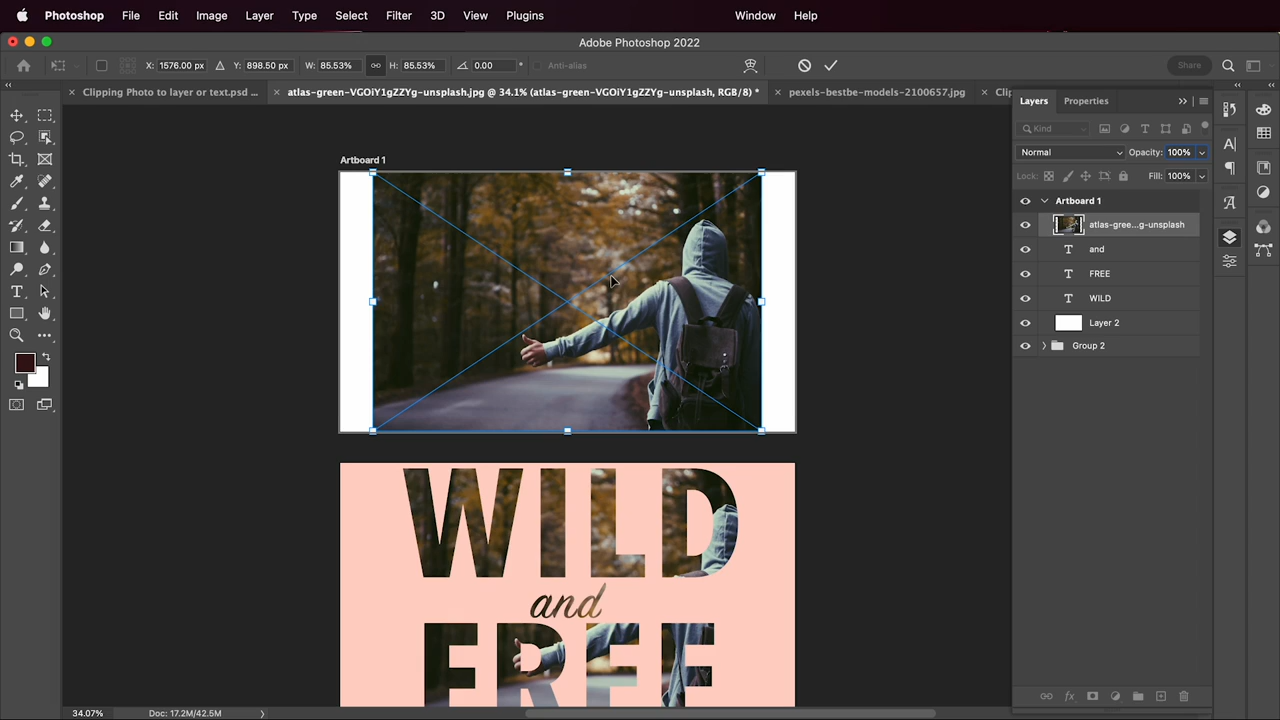 Photoshop File Edit Image Layer Type Select Filter 3D View Plugins Window Help
Adobe Photoshop 2022
X: 1576.00 px Y: 898.50 px W: 85.53% H: 85.53% 0.00 ° Anti-alias Share
Clipping Photo to layer or text.psd ... atlas-green-VGOiY1gZZYg-unsplash.jpg @ 34.1% (atlas-green-VGOiY1gZZYg-unsplash, RGB/8) * pexels-bestbe-models-2100657.jpg Cli
Layers Properties
Kind
Normal Opacity: 100%
Lock: Fill: 100%
Artboard 1
Artboard 1
atlas-gree...g-unsplash
T and
T FREE
T WILD
Layer 2
Group 2
WILD
and
FREE
34.07% Doc: 17.2M/42.5M